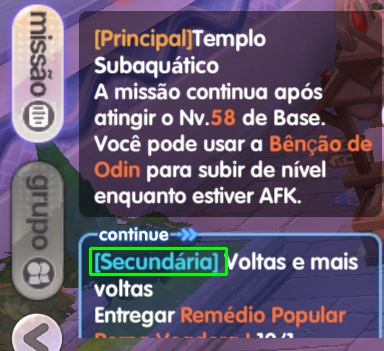 missão
grupo
[Principal]Templo
Subaquático
A missão continua após
atingir o Nv.58 de Base.
Você pode usar a Bênção de
Odin para subir de nível
enquanto estiver AFK.
continue
[Secundária] Voltas e mais
voltas
Entregar Remédio Popular